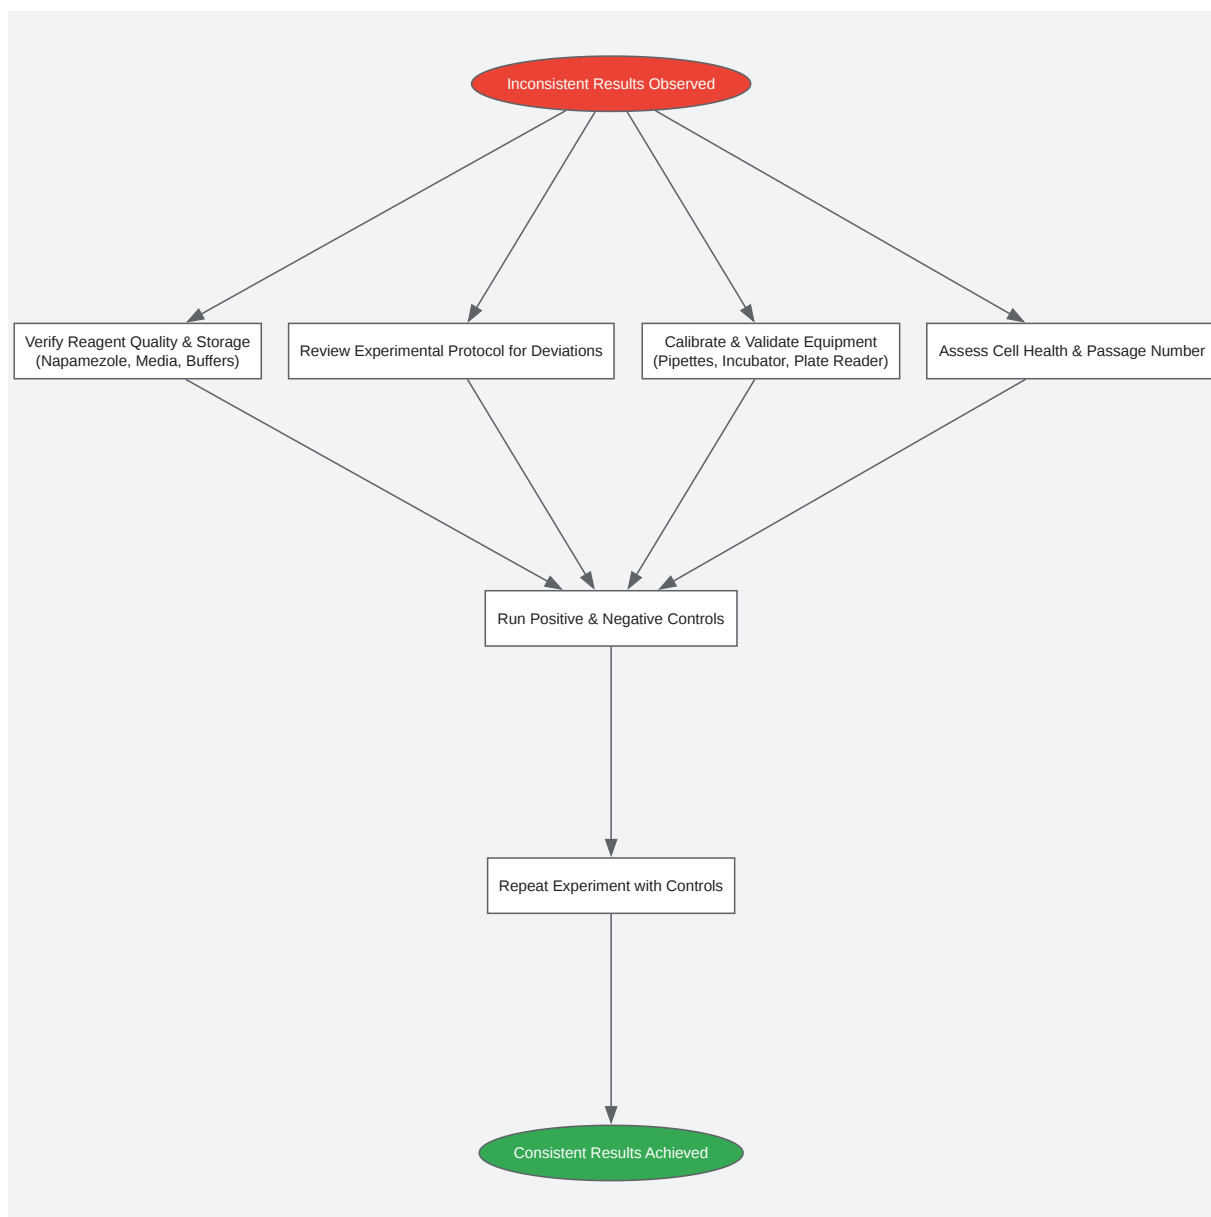 Inconsistent Results Observed
Verify Reagent Quality & Storage
(Napamezole, Media, Buffers)
Review Experimental Protocol for Deviations
Calibrate & Validate Equipment
(Pipettes, Incubator, Plate Reader)
Assess Cell Health & Passage Number
Run Positive & Negative Controls
Repeat Experiment with Controls
Consistent Results Achieved